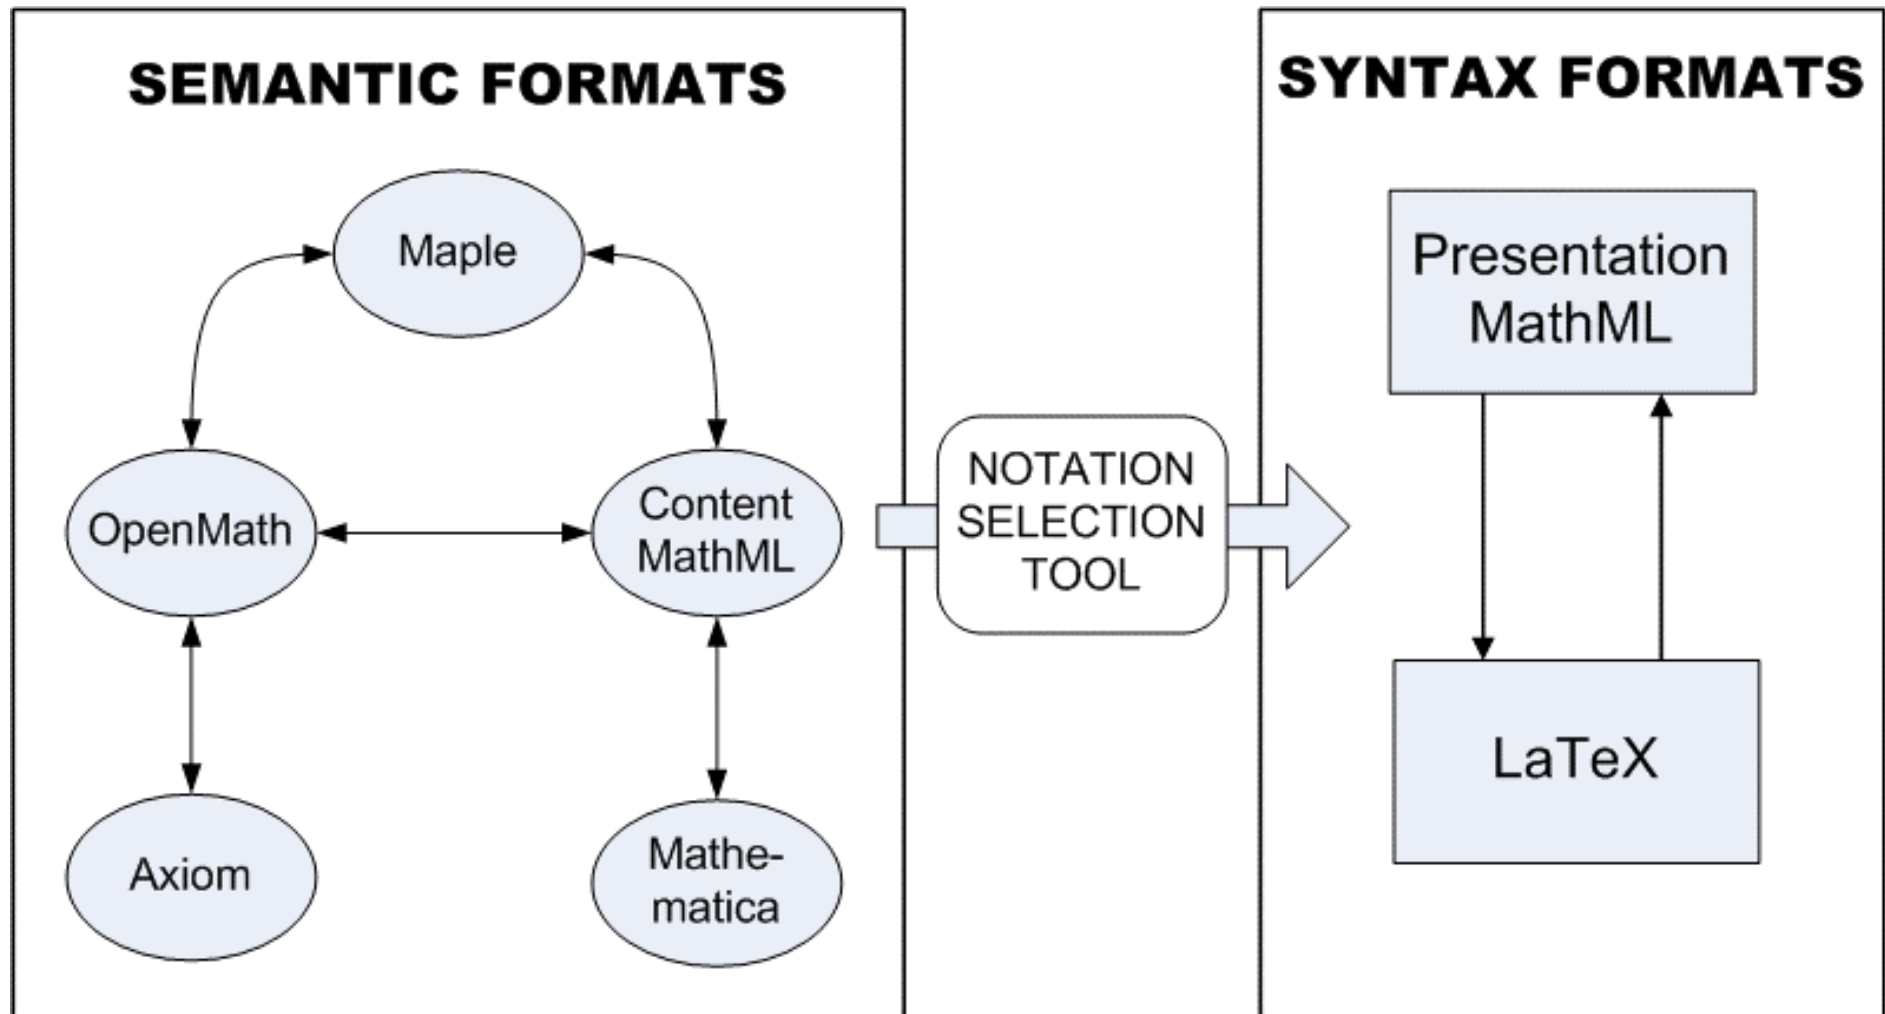 SEMANTIC FORMATS
Maple
OpenMath
Content
MathML
Axiom
Mathe-
matica
NOTATION
SELECTION
TOOL
SYNTAX FORMATS
Presentation
MathML
LaTeX